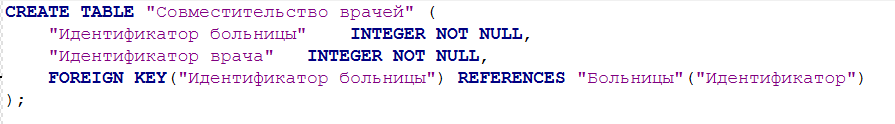 CREATE TABLE "Совместительство врачей" (
    "Идентификатор больницы"    INTEGER NOT NULL,
    "Идентификатор врача"   INTEGER NOT NULL,
    FOREIGN KEY("Идентификатор больницы") REFERENCES "Больницы"("Идентификатор")
);